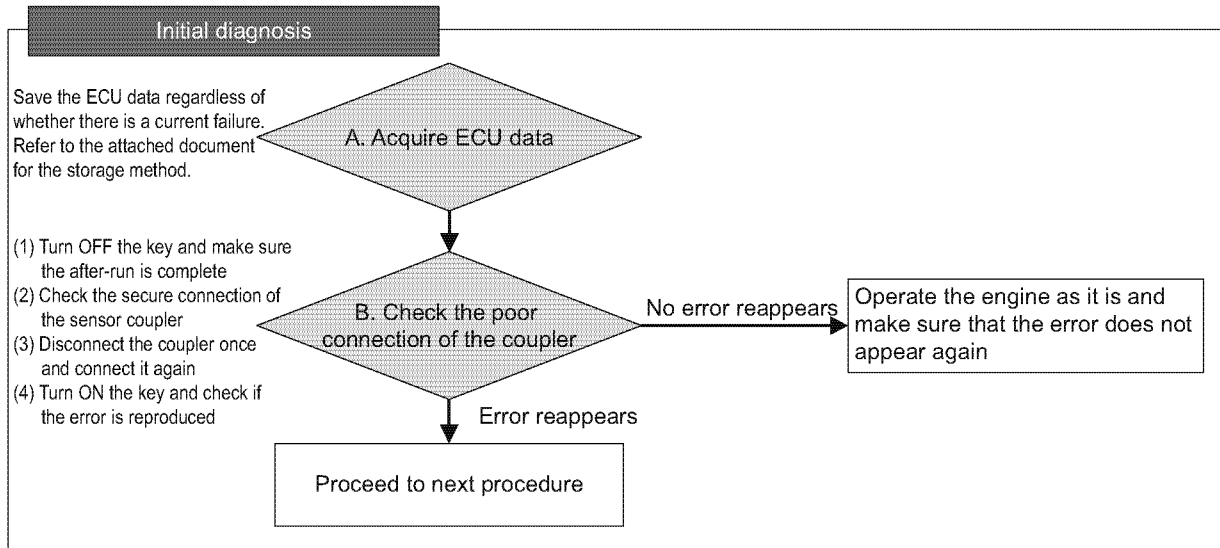 Initial diagnosis
Save the ECU data regardless of
whether there is a current failure.
Refer to the attached document
for the storage method.
A. Acquire ECU data
(1) Turn OFF the key and make sure
the after-run is complete
(2) Check the secure connection of
the sensor coupler
(3) Disconnect the coupler once
and connect it again
(4) Turn ON the key and check if
the error is reproduced
B. Check the poor
connection of the coupler
No error reappears
Operate the engine as it is and
make sure that the error does not
appear again
Error reappears
Proceed to next procedure